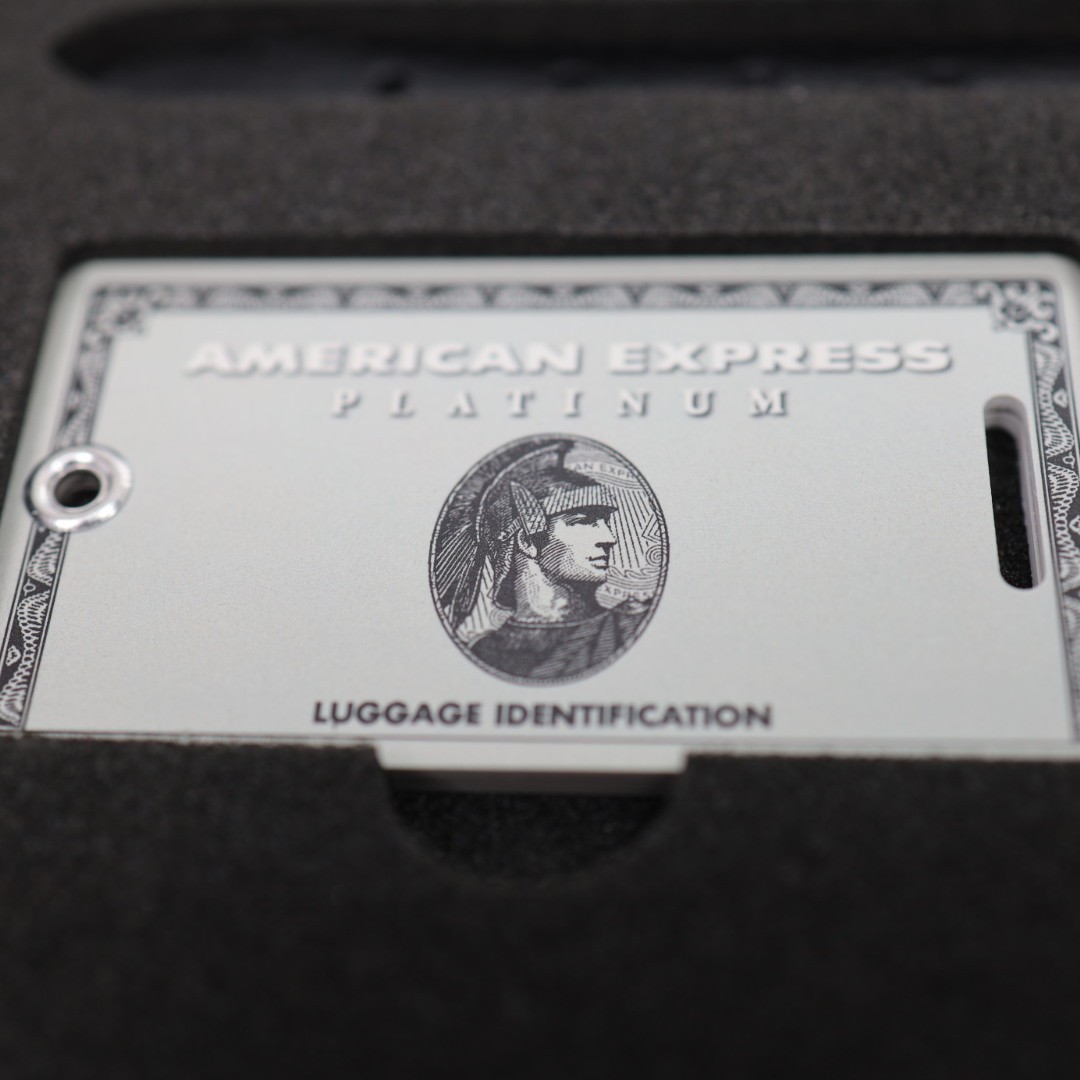 AMERICAN EXPRESS
PLATINUM
LUGGAGE IDENTIFICATION